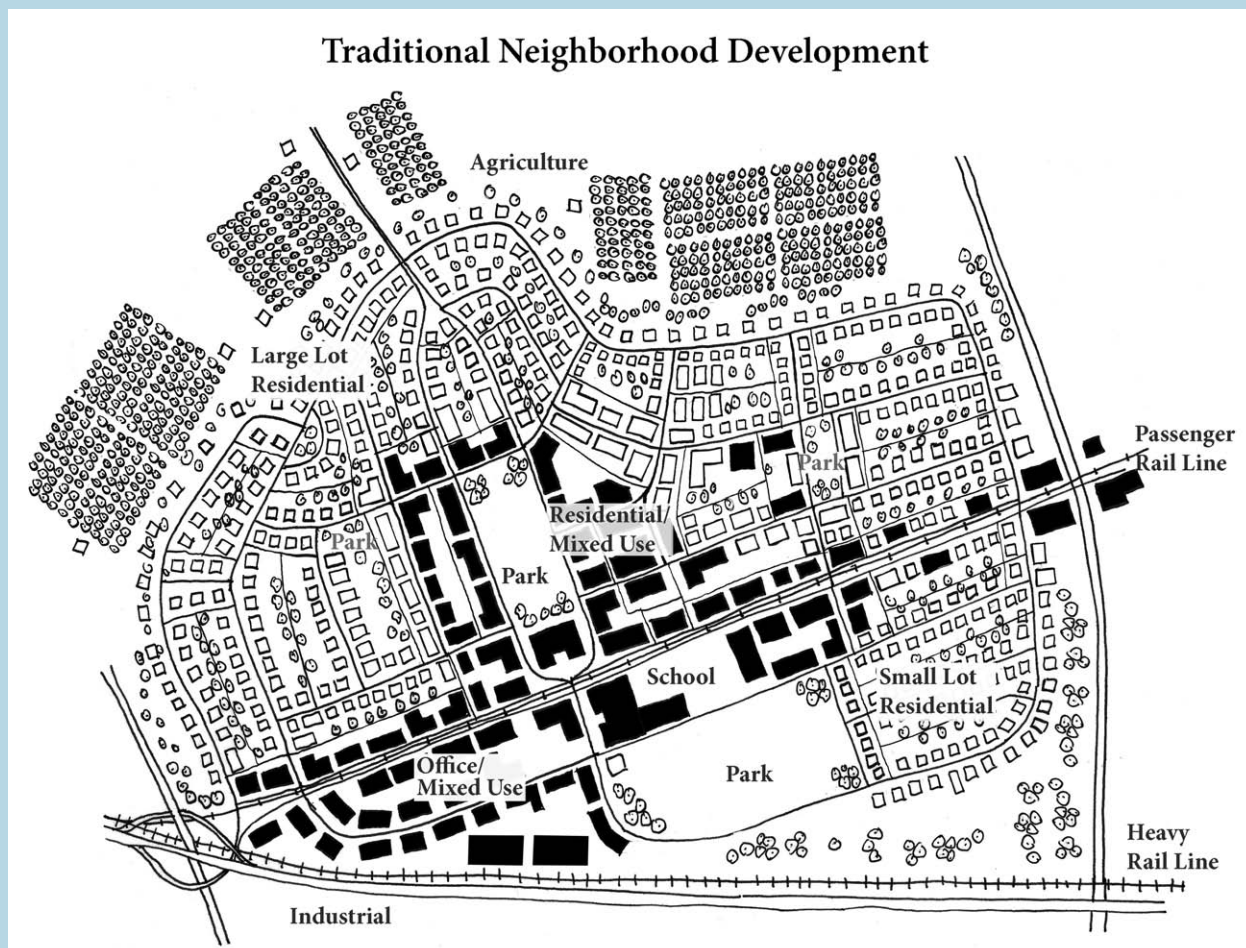 Traditional Neighborhood Development
Agriculture
Large Lot
Residential
Passenger
Rail Line
Park
Residential/
Mixed Use
Park
Park
School
Small Lot
Residential
Office/
Mixed Use
Park
Heavy
Rail Line
Industrial